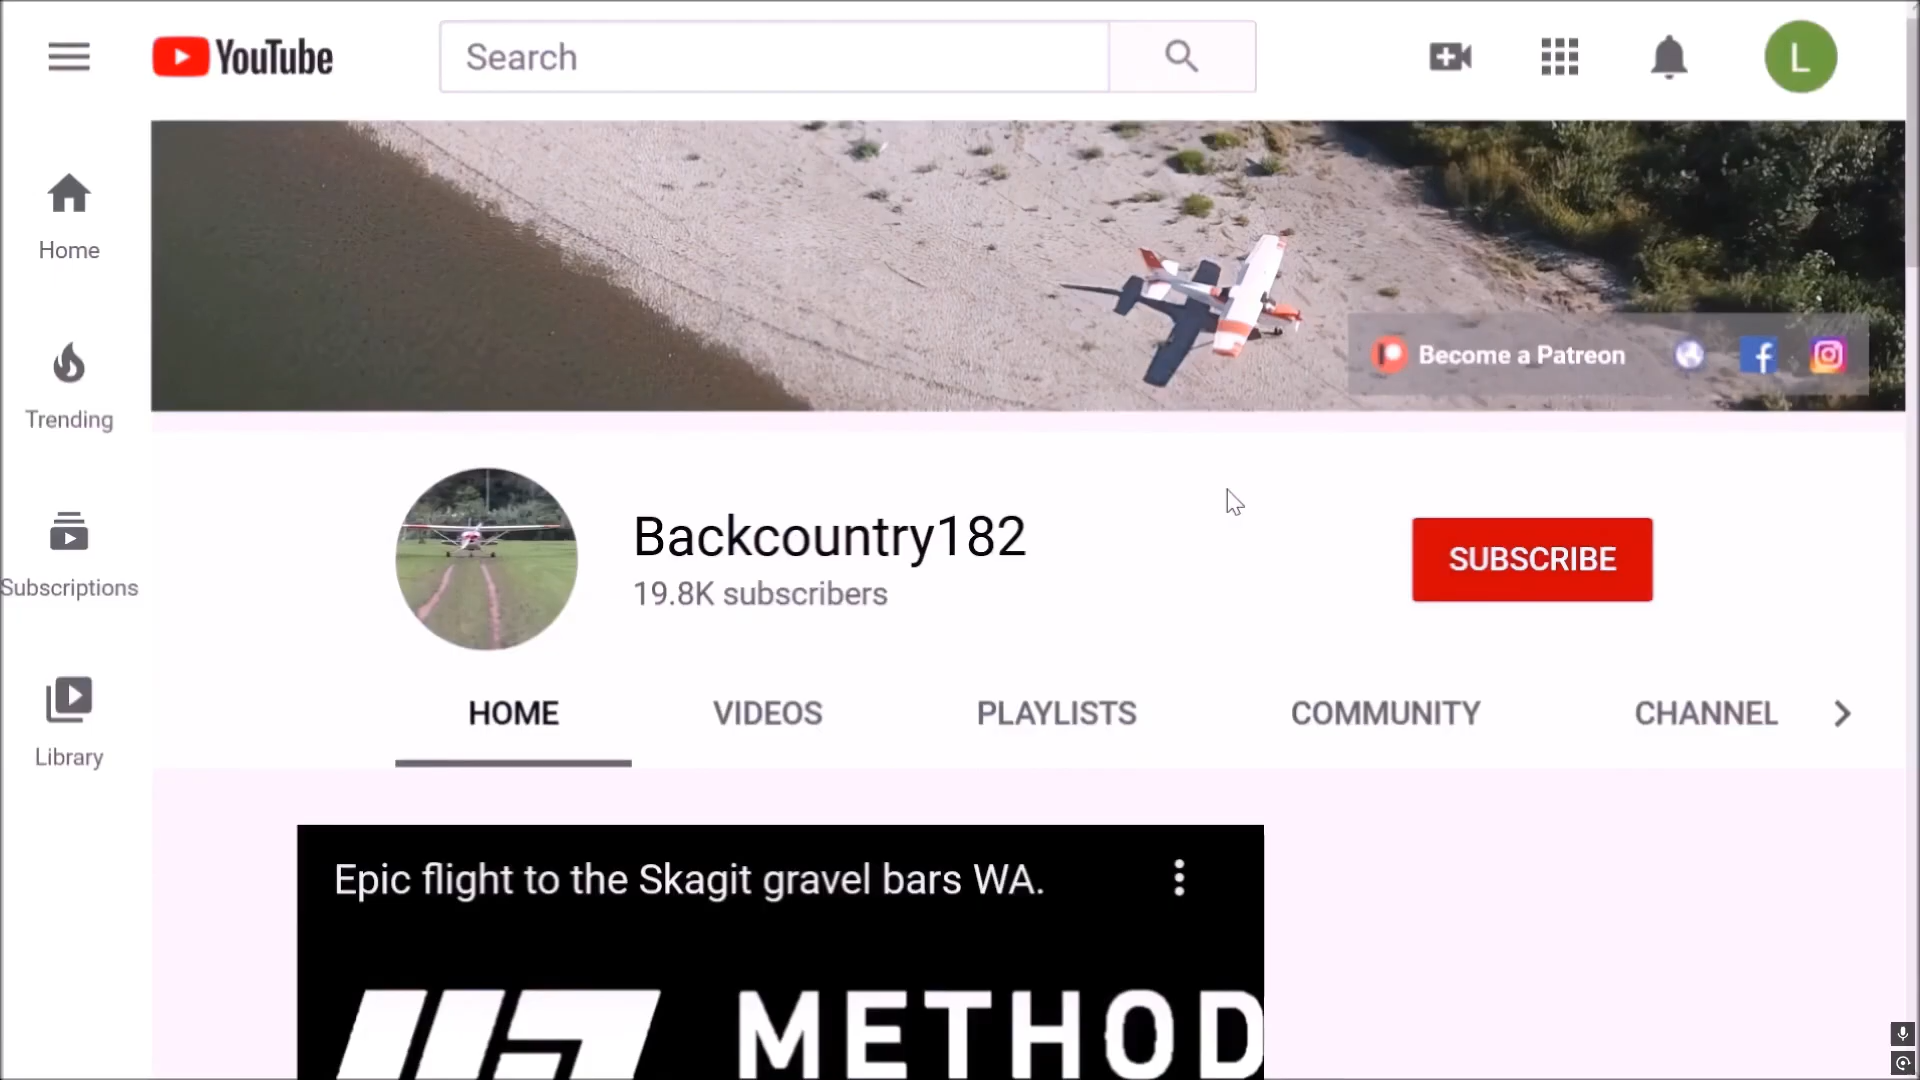 YouTube
Search
L
Home
Trending
Subscriptions
Library
Become a Patreon
Backcountry182
19.8K subscribers
SUBSCRIBE
HOME VIDEOS PLAYLISTS COMMUNITY CHANNEL
Epic flight to the Skagit gravel bars WA.
METHOD